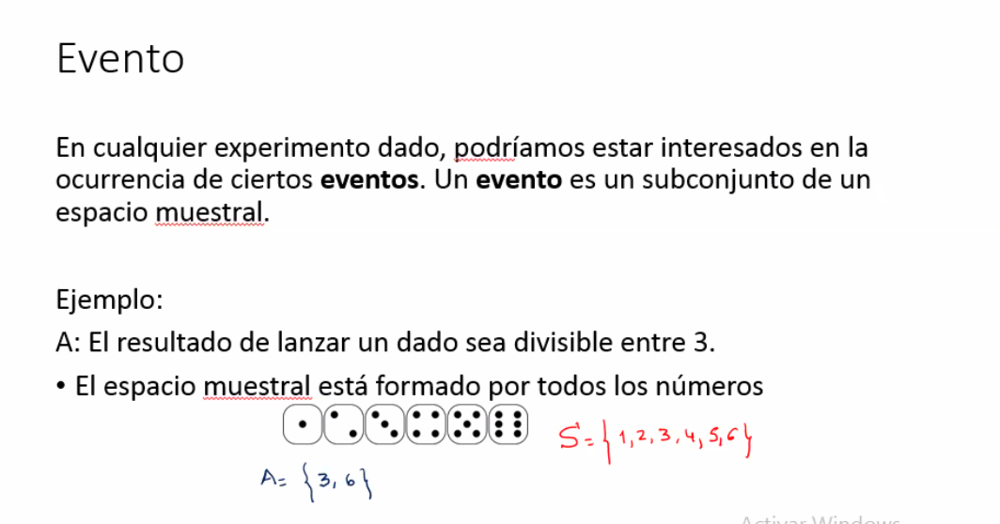 Evento
En cualquier experimento dado, podríamos estar interesados en la
ocurrencia de ciertos eventos. Un evento es un subconjunto de un
espacio muestral.
Ejemplo:
A: El resultado de lanzar un dado sea divisible entre 3.
• El espacio muestral está formado por todos los números
S={1,2,3,4,5,6}
A= {3,6}
Activar Windows